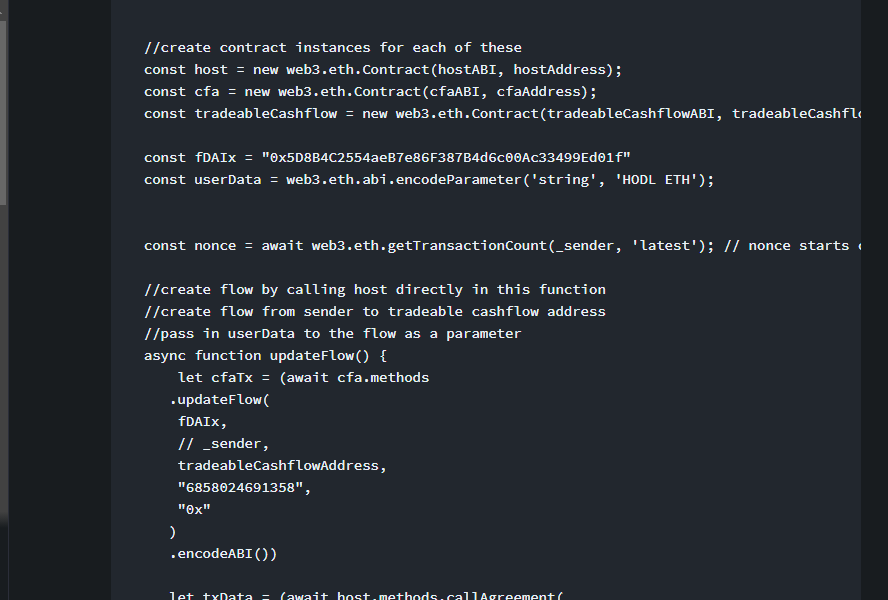 //create contract instances for each of these
const host = new web3.eth.Contract(hostABI, hostAddress);
const cfa = new web3.eth.Contract(cfaABI, cfaAddress);
const tradeableCashflow = new web3.eth.Contract(tradeableCashflowABI, tradeableCashflo
const fDAIx = "0x5D8B4C2554aeB7e86F387B4d6c00Ac33499Ed01f"
const userData = web3.eth.abi.encodeParameter('string', 'HODL ETH');
const nonce = await web3.eth.getTransactionCount(_sender, 'latest'); // nonce starts
//create flow by calling host directly in this function
//create flow from sender to tradeable cashflow address
//pass in userData to the flow as a parameter
async function updateFlow() {
let cfaTx = (await cfa.methods
.updateFlow(
fDAIx,
// _sender,
tradeableCashflowAddress,
"6858024691358",
"0x"
)
.encodeABI())
let txData = (await host.methods.callAgreement(